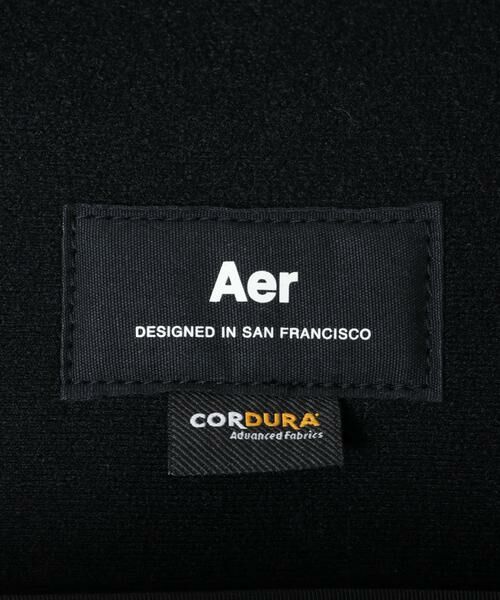 Aer
DESIGNED IN SAN FRANCISCO
CORDURA®
Advanced Fabrics